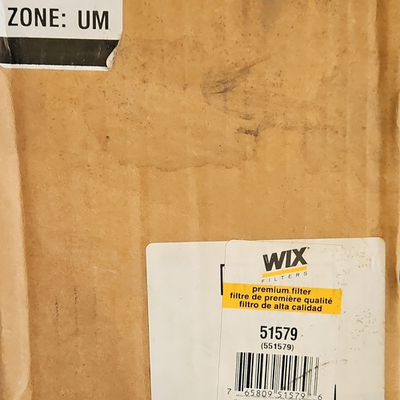 ZONE: UM
WIX
FILTERS
premium filter
filtre de première qualité
filtro de alta calidad
51579
(551579)
7 65809 51579 6